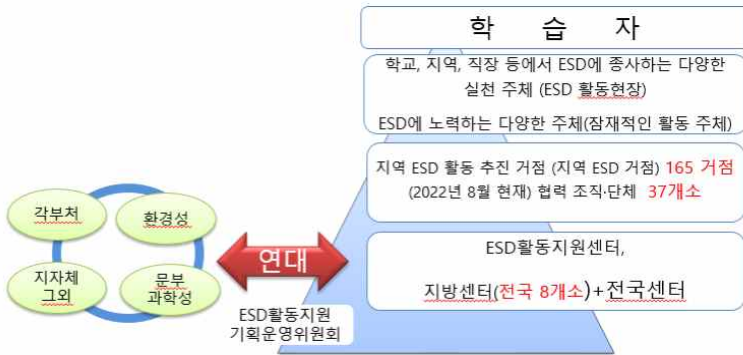 학 습 자
학교, 지역, 직장 등에서 ESD에 종사하는 다양한
실천 주체 (ESD 활동현장)
ESD에 노력하는 다양한 주체(잠재적인 활동 주체)
지역 ESD 활동 추진 거점 (지역 ESD 거점) 165 거점
(2022년 8월 현재) 협력 조직·단체 37개소
각부처
환경성
지자체
그외
문부
과학성
연대
ESD활동지원
기획운영위원회
ESD활동지원센터,
지방센터(전국 8개소)+전국센터